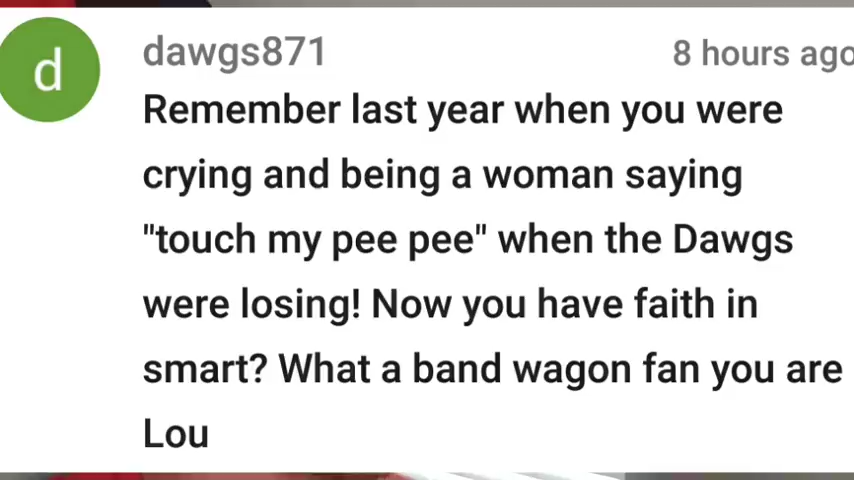 d
dawgs871
8 hours ago
Remember last year when you were
crying and being a woman saying
"touch my pee pee" when the Dawgs
were losing! Now you have faith in
smart? What a band wagon fan you are
Lou